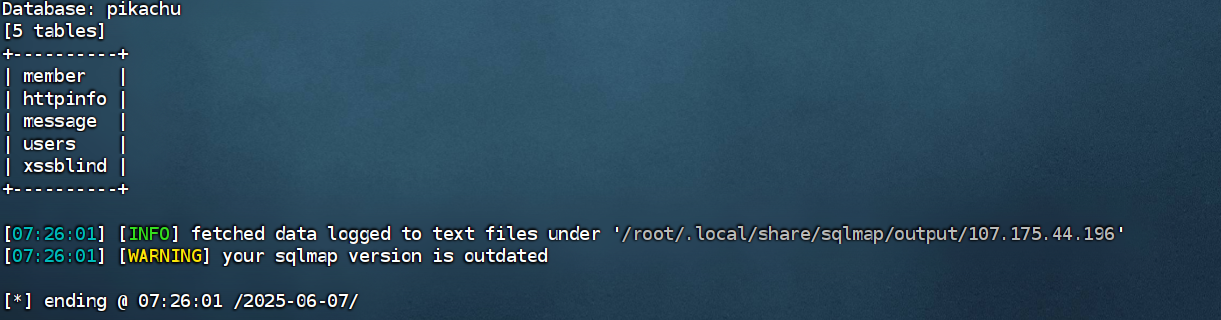 Database: pikachu
[5 tables]
+----------+
| member   |
| httpinfo |
| message  |
| users    |
| xssblind |
+----------+
[07:26:01] [INFO] fetched data logged to text files under '/root/.local/share/sqlmap/output/107.175.44.196'
[07:26:01] [WARNING] your sqlmap version is outdated
[*] ending @ 07:26:01 /2025-06-07/